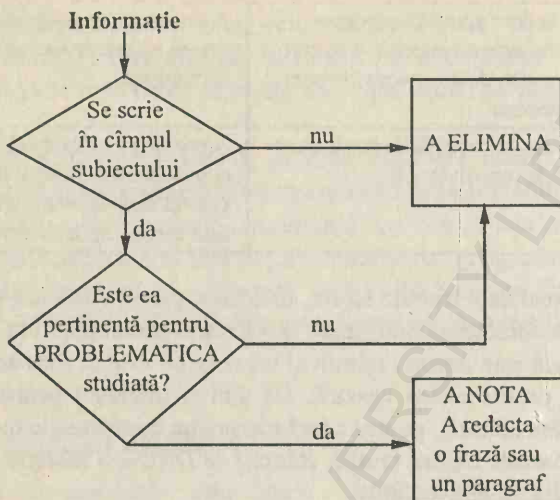 Informație
Se scrie
în cîmpul
subiectului
nu
A ELIMINA
da
Este ea
pertinentă pentru
PROBLEMATICA
studiată?
nu
da
A NOTA
A redacta
o frază sau
un paragraf